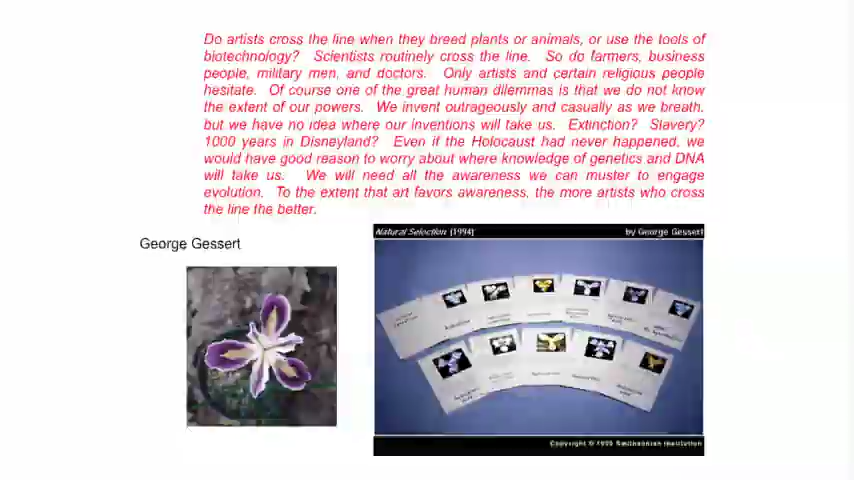 Do artists cross the line when they breed plants or animals, or use the tools of
biotechnology? Scientists routinely cross the line. So do farmers, business
people, military men, and doctors. Only artists and certain religious people
hesitate. Of course one of the great human dilemmas is that we do not know
the extent of our powers. We invent outrageously and casually as we breath,
but we have no idea where our inventions will take us. Extinction? Slavery?
1000 years in Disneyland? Even if the Holocaust had never happened, we
would have good reason to worry about where knowledge of genetics and DNA
will take us. We will need all the awareness we can muster to engage
evolution. To the extent that art favors awareness, the more artists who cross
the line the better.
George Gessert
Natural Selection (1994) by George Gessert
Copyright © 1995 Smithsonian Institution